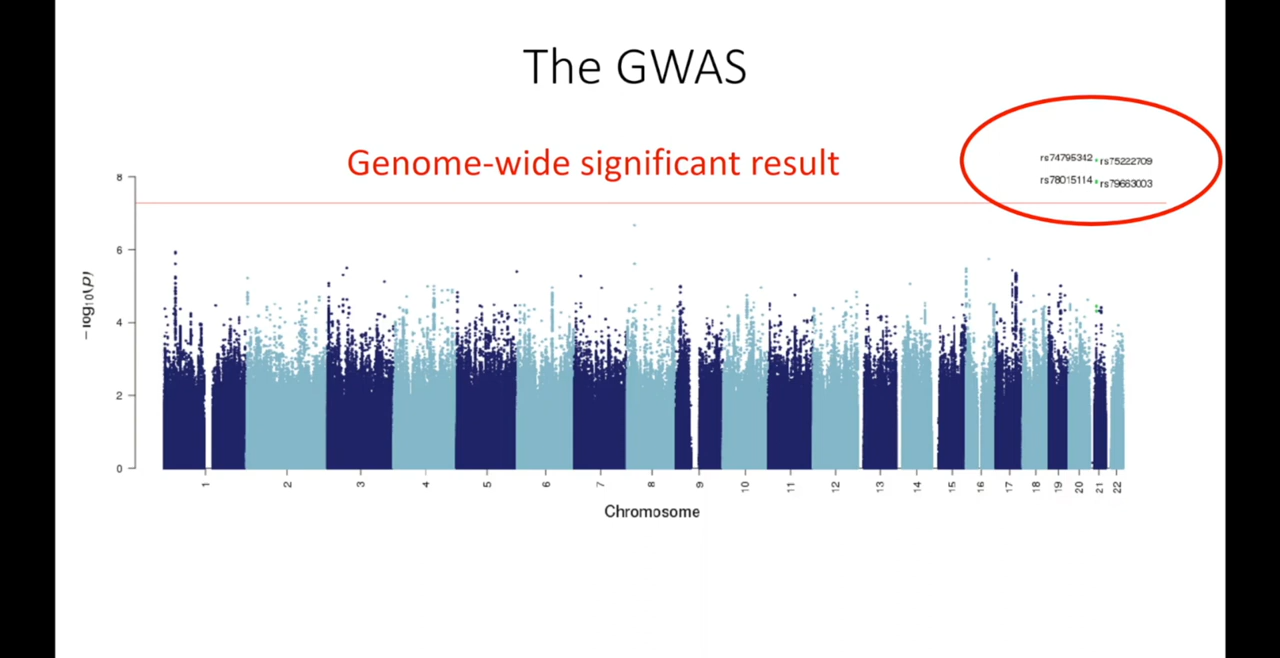 The GWAS
Genome-wide significant result
rs74795342 rs75222709
rs78015114 rs79663003
8
6
4
2
0
−log10(P)
1 2 3 4 5 6 7 8 9 10 11 12 13 14 15 16 17 18 19 20 21 22
Chromosome